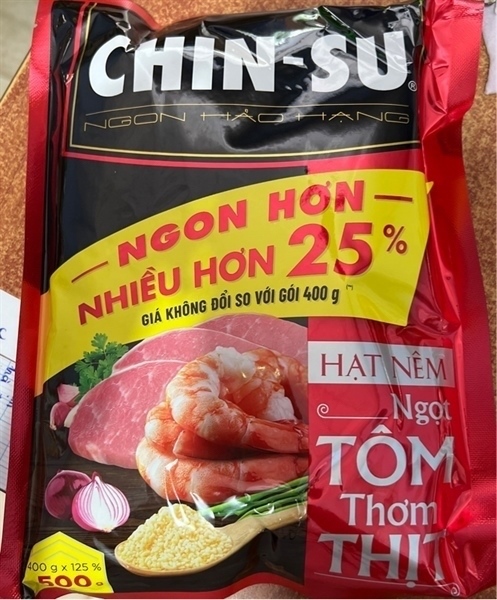 CHIN-SU®
NGON HẢO HẠNG
NGON HƠN
NHIỀU HƠN 25%
GIÁ KHÔNG ĐỔI SO VỚI GÓI 400 g
HẠT NÊM
Ngọt
TÔM
Thơm
THỊT
400 g x 125 %
500 g